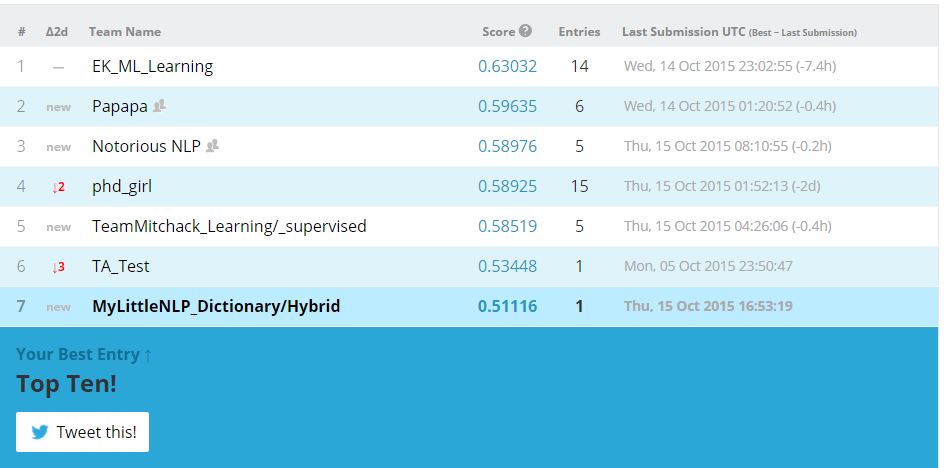 # Δ2d Team Name Score ? Entries Last Submission UTC (Best – Last Submission)
1 — EK_ML_Learning 0.63032 14 Wed, 14 Oct 2015 23:02:55 (-7.4h)
2 new Papapa 0.59635 6 Wed, 14 Oct 2015 01:20:52 (-0.4h)
3 new Notorious NLP 0.58976 5 Thu, 15 Oct 2015 08:10:55 (-0.2h)
4 ↓2 phd_girl 0.58925 15 Thu, 15 Oct 2015 01:52:13 (-2d)
5 new TeamMitchack_Learning/_supervised 0.58519 5 Thu, 15 Oct 2015 04:26:06 (-0.4h)
6 ↓3 TA_Test 0.53448 1 Mon, 05 Oct 2015 23:50:47
7 new MyLittleNLP_Dictionary/Hybrid 0.51116 1 Thu, 15 Oct 2015 16:53:19
Your Best Entry ↑
Top Ten!
Tweet this!